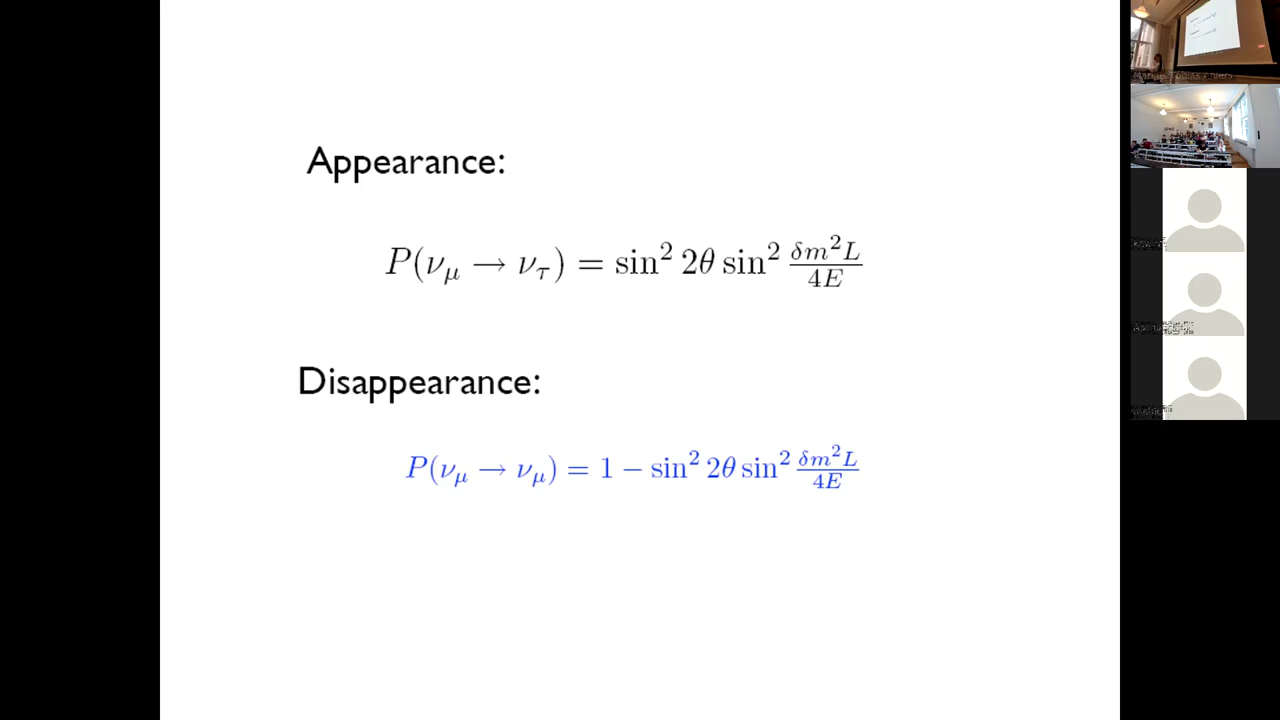 Appearance:
P(ν_μ → ν_τ) = sin² 2θ sin² δm²L/4E
Disappearance:
P(ν_μ → ν_μ) = 1 − sin² 2θ sin² δm²L/4E